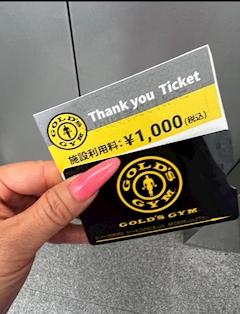 GOLD'S GYM
Thank you Ticket
施設利用料:¥1,000(税込)
GOLD'S
GYM
GOLD'S GYM